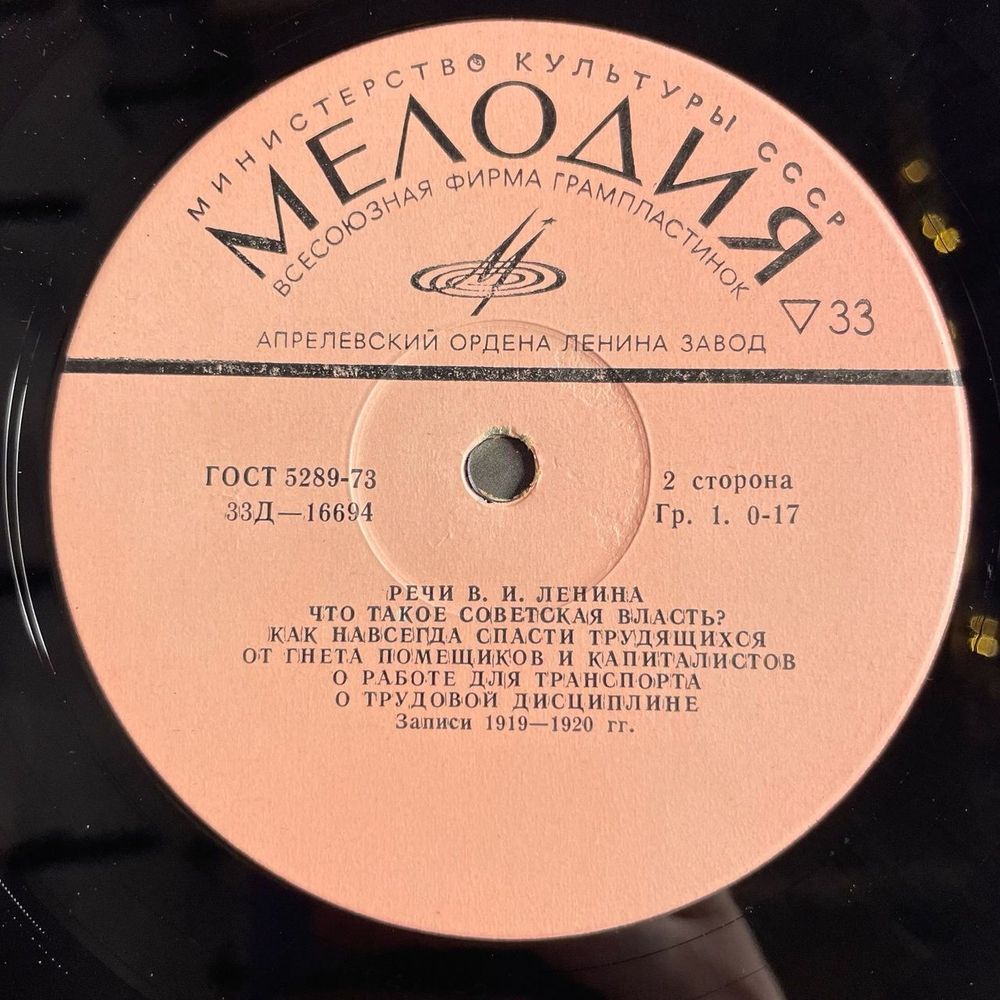 МИНИСТЕРСТВО КУЛЬТУРЫ СССР
МЕЛОДИЯ
ВСЕСОЮЗНАЯ ФИРМА ГРАМПЛАСТИНОК
▽33
АПРЕЛЕВСКИЙ ОРДЕНА ЛЕНИНА ЗАВОД
ГОСТ 5289-73
33Д—16694
2 сторона
Гр. 1. 0-17
РЕЧИ В. И. ЛЕНИНА
ЧТО ТАКОЕ СОВЕТСКАЯ ВЛАСТЬ?
КАК НАВСЕГДА СПАСТИ ТРУДЯЩИХСЯ
ОТ ГНЕТА ПОМЕЩИКОВ И КАПИТАЛИСТОВ
О РАБОТЕ ДЛЯ ТРАНСПОРТА
О ТРУДОВОЙ ДИСЦИПЛИНЕ
Записи 1919—1920 гг.